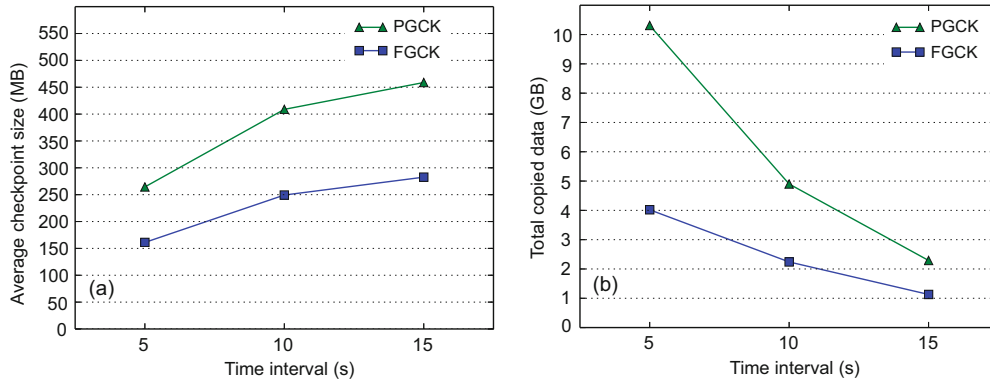 PGCK
FGCK
550
500
450
400
350
300
250
200
150
100
50
0
Average checkpoint size (MB)
(a)
5 10 15
Time interval (s)
PGCK
FGCK
10
9
8
7
6
5
4
3
2
1
0
Total copied data (GB)
(b)
5 10 15
Time interval (s)